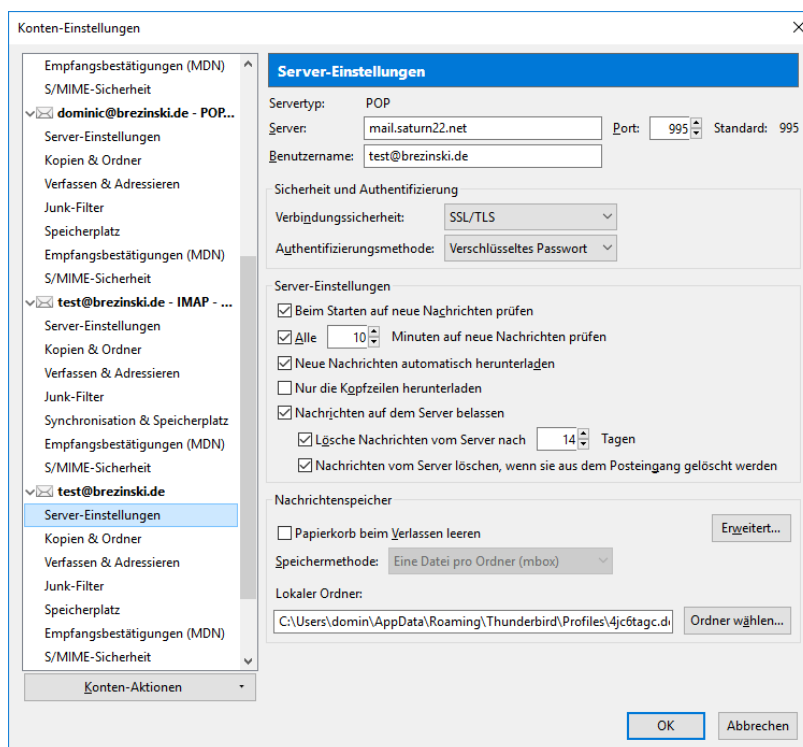 Konten-Einstellungen
Empfangsbestätigungen (MDN)
S/MIME-Sicherheit
dominic@brezinski.de - POP...
Server-Einstellungen
Kopien & Ordner
Verfassen & Adressieren
Junk-Filter
Speicherplatz
Empfangsbestätigungen (MDN)
S/MIME-Sicherheit
test@brezinski.de - IMAP - ...
Server-Einstellungen
Kopien & Ordner
Verfassen & Adressieren
Junk-Filter
Synchronisation & Speicherplatz
Empfangsbestätigungen (MDN)
S/MIME-Sicherheit
test@brezinski.de
Server-Einstellungen
Kopien & Ordner
Verfassen & Adressieren
Junk-Filter
Speicherplatz
Empfangsbestätigungen (MDN)
S/MIME-Sicherheit
Konten-Aktionen
Server-Einstellungen
Servertyp: POP
Server: mail.saturn22.net Port: 995 Standard: 995
Benutzername: test@brezinski.de
Sicherheit und Authentifizierung
Verbindungssicherheit: SSL/TLS
Authentifizierungsmethode: Verschlüsseltes Passwort
Server-Einstellungen
Beim Starten auf neue Nachrichten prüfen
Alle 10 Minuten auf neue Nachrichten prüfen
Neue Nachrichten automatisch herunterladen
Nur die Kopfzeilen herunterladen
Nachrichten auf dem Server belassen
Lösche Nachrichten vom Server nach 14 Tagen
Nachrichten vom Server löschen, wenn sie aus dem Posteingang gelöscht werden
Nachrichtenspeicher
Papierkorb beim Verlassen leeren Erweitert...
Speichermethode: Eine Datei pro Ordner (mbox)
Lokaler Ordner:
C:\Users\domin\AppData\Roaming\Thunderbird\Profiles\4jc6tagc.d Ordner wählen...
OK Abbrechen